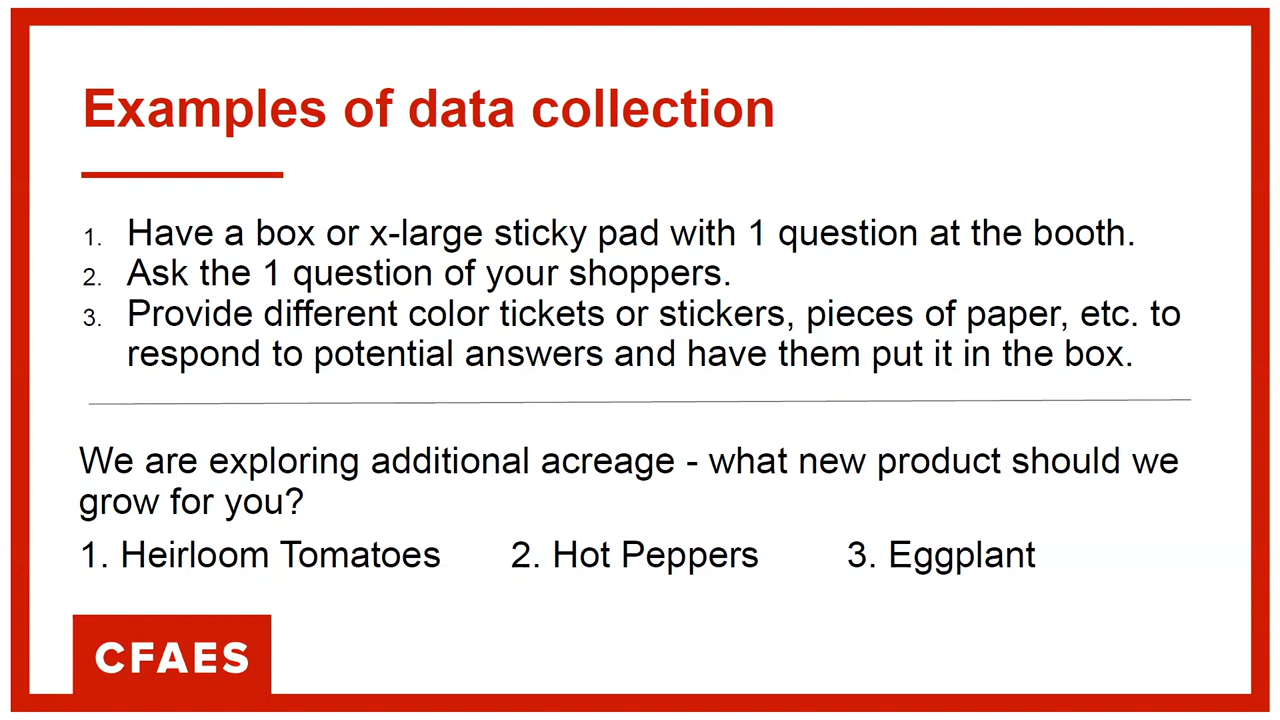 Examples of data collection
1. Have a box or x-large sticky pad with 1 question at the booth.
2. Ask the 1 question of your shoppers.
3. Provide different color tickets or stickers, pieces of paper, etc. to
respond to potential answers and have them put it in the box.
We are exploring additional acreage - what new product should we
grow for you?
1. Heirloom Tomatoes 2. Hot Peppers 3. Eggplant
CFAES